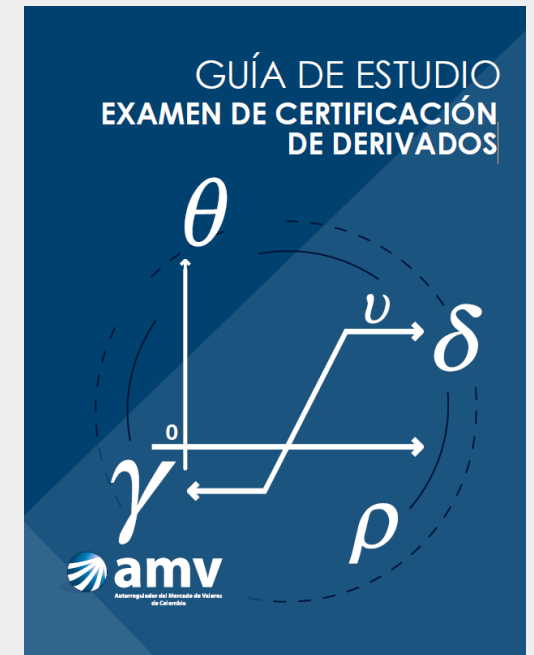 GUÍA DE ESTUDIO
EXAMEN DE CERTIFICACIÓN
DE DERIVADOS
θ
υ
δ
0
γ
ρ
amv
Autorregulador del Mercado de Valores
de Colombia